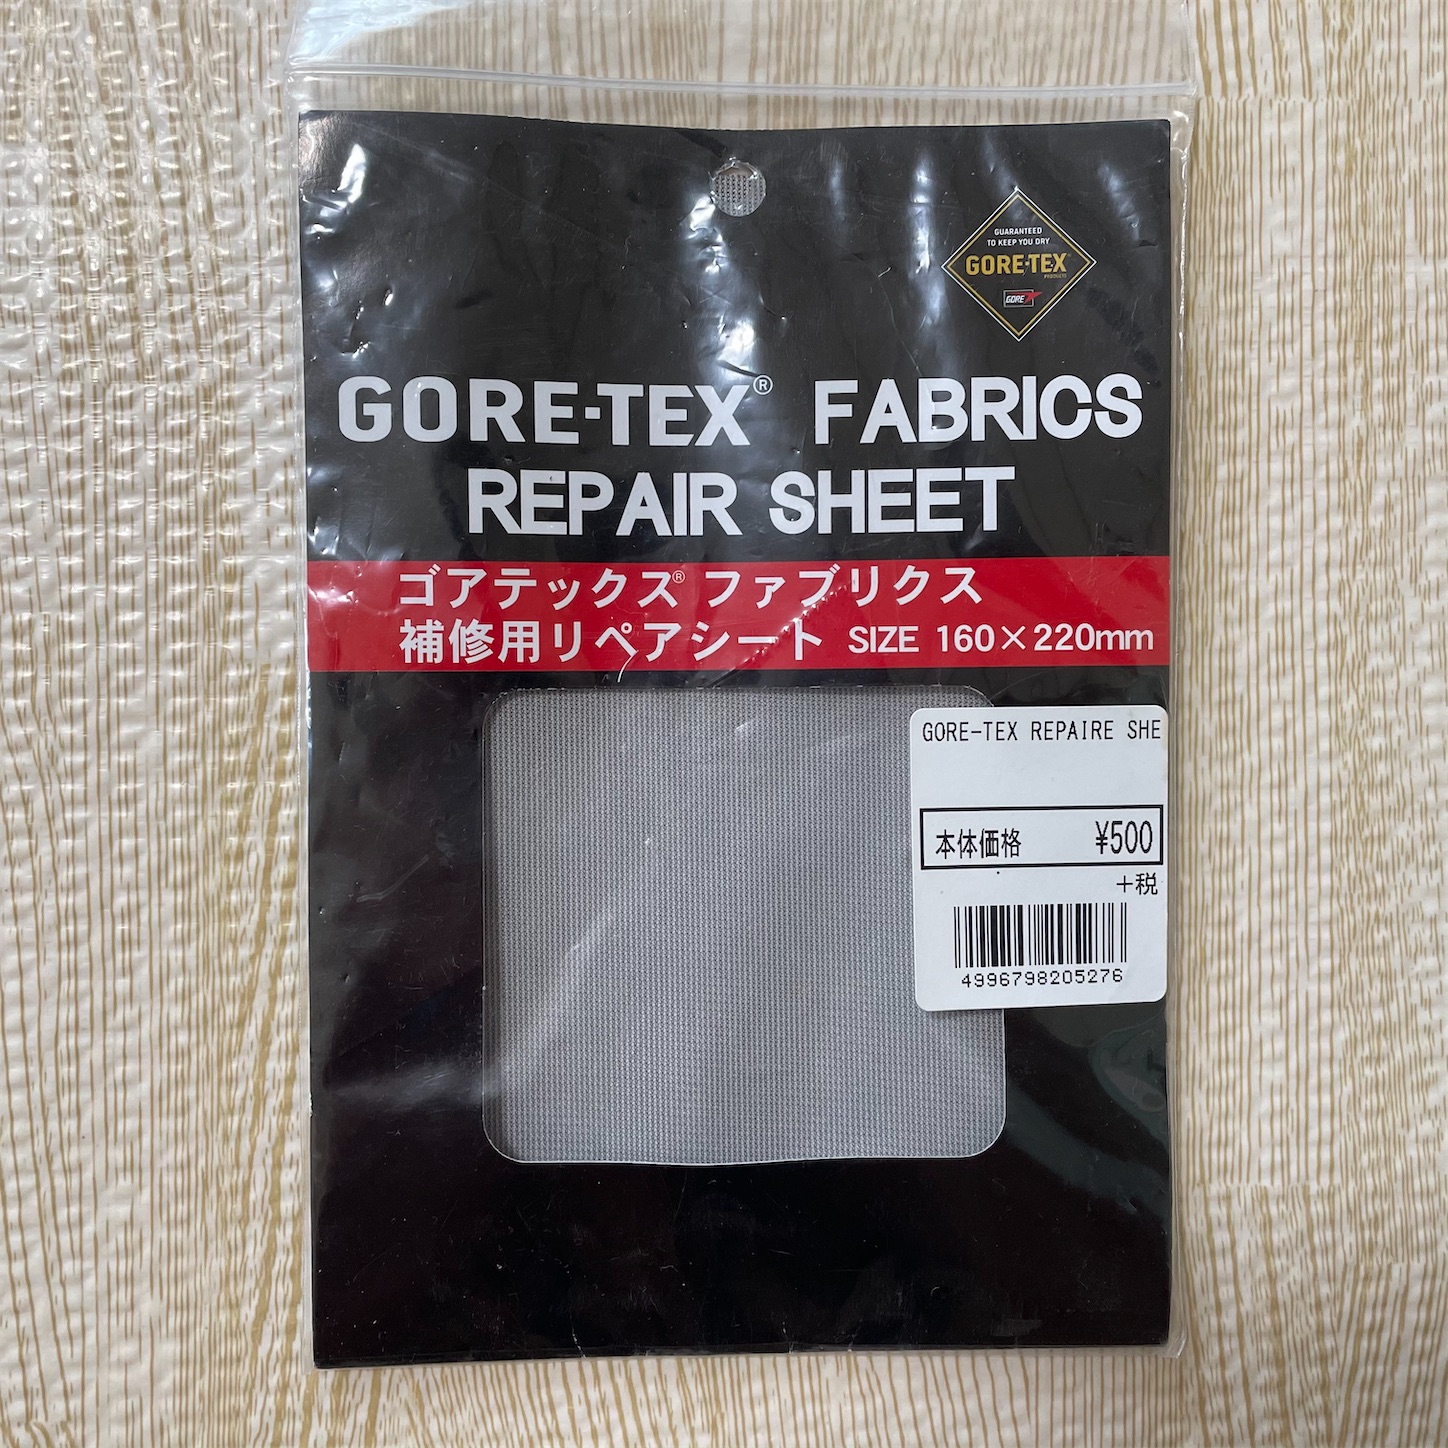 GUARANTEED
TO KEEP YOU DRY
GORE-TEX®
PRODUCTS
GORE
GORE-TEX® FABRICS
REPAIR SHEET
ゴアテックス® ファブリクス
補修用リペアシート SIZE 160×220mm
GORE-TEX REPAIRE SHE
本体価格 ¥500
+税
4996798205276